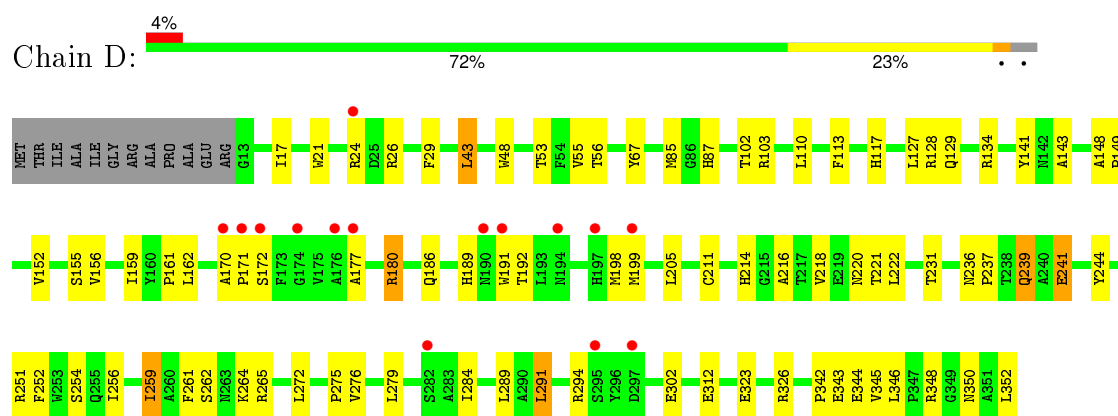 4%
Chain D:
72% 23% • •
MET THR ILE ALA ILE GLY ARG ALA PRO ALA GLU ARG G13 I17 W21 R24 D25 R26 F29 L43 W48 T53 F54 V55 T56 Y67 M85 G86 H87 T102 R103 L110 F113 H117 L127 R128 Q129 R134 Y141 N142 A143 A148 P149
V152 S155 V156 I159 Y160 P161 L162 A170 P171 S172 F173 G174 V175 A176 A177 R180 Q186 H189 N190 W191 T192 L193 N194 H197 M198 M199 L205 C211 H214 G215 A216 T217 V218 E219 N220 T221 L222 T231 N236 P237 T238 Q239 A240 E241 Y244
R251 F252 W253 S254 Q255 I256 I259 A260 F261 S262 N263 K264 R265 L272 P275 V276 L279 S282 A283 I284 L289 A290 L291 R294 S295 Y296 D297 E302 E312 E323 R326 P342 E343 E344 V345 L346 P347 R348 G349 N350 A351 L352